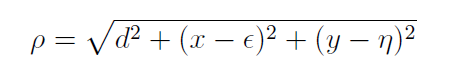 ρ = √d² + (x − ϵ)² + (y − η)²